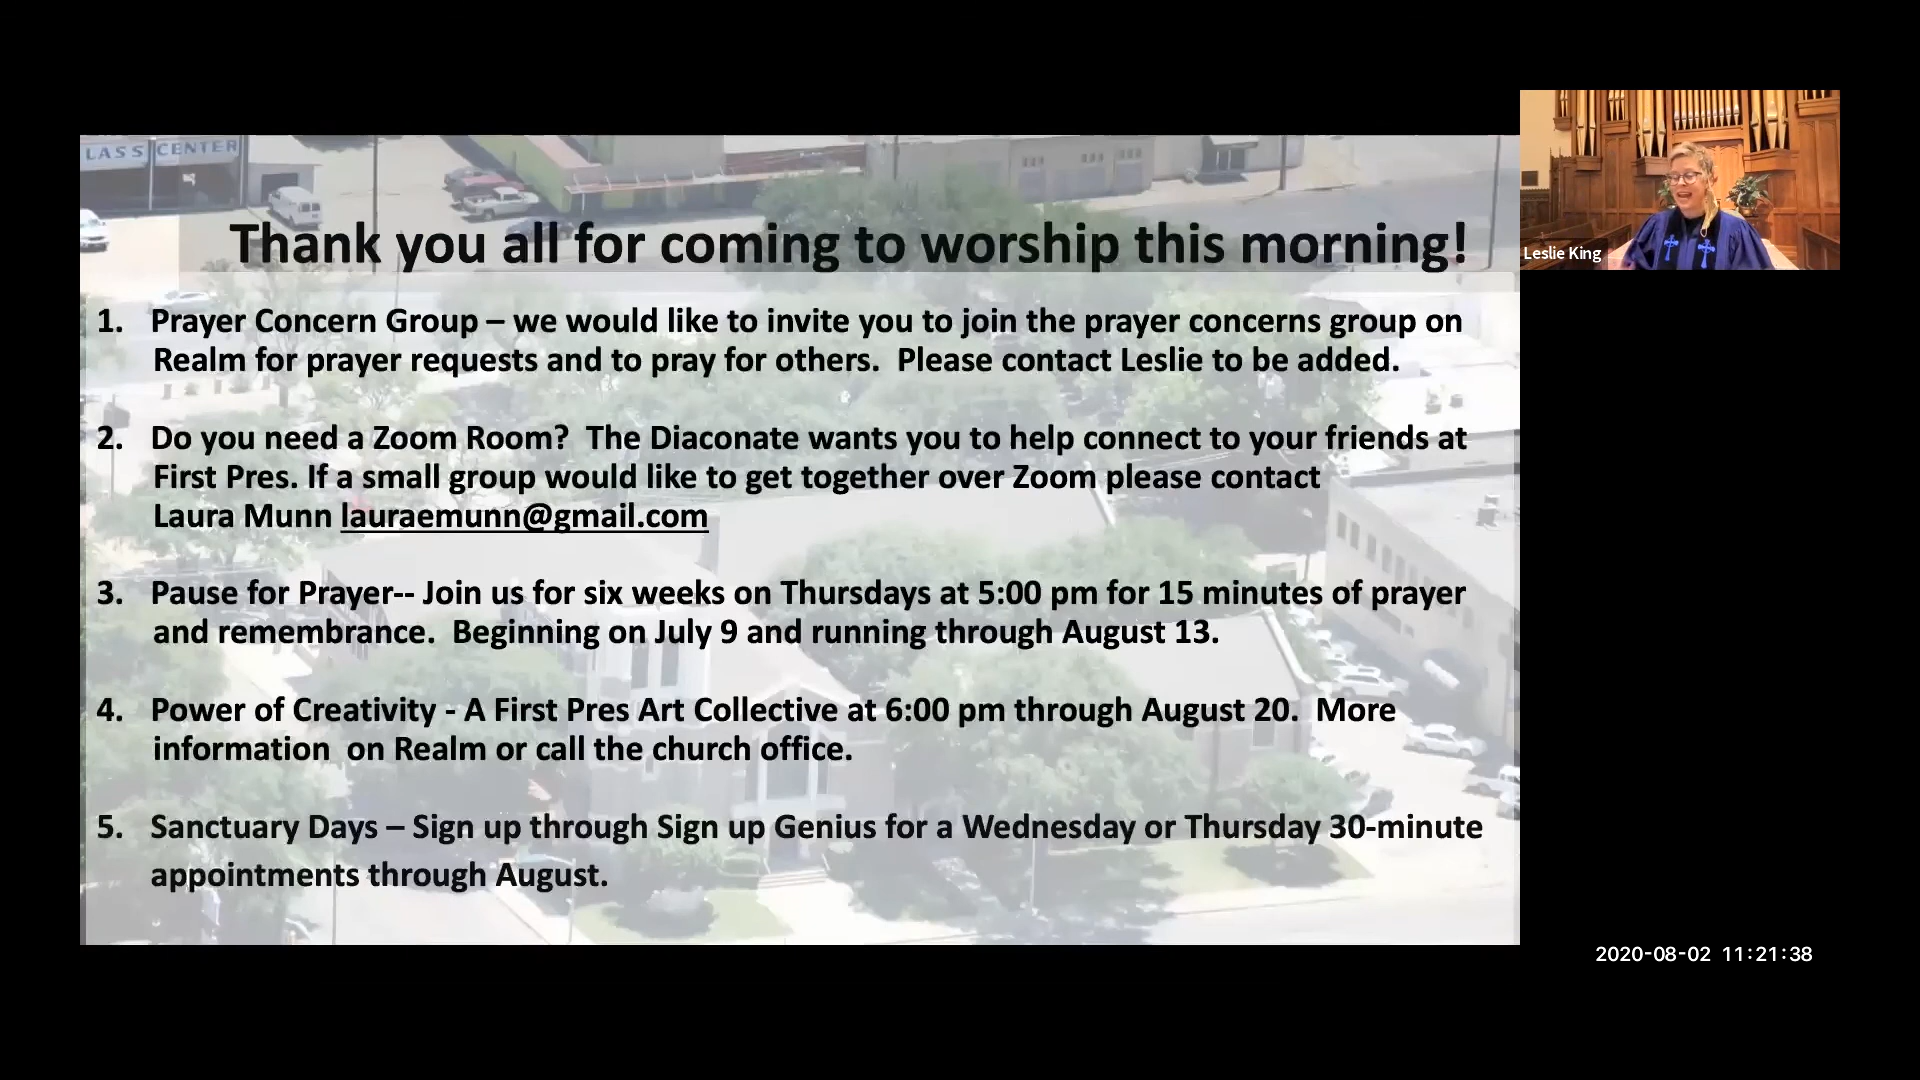 LASS CENTER
Thank you all for coming to worship this morning!
Leslie King
1. Prayer Concern Group – we would like to invite you to join the prayer concerns group on
Realm for prayer requests and to pray for others.  Please contact Leslie to be added.
2. Do you need a Zoom Room?  The Diaconate wants you to help connect to your friends at
First Pres. If a small group would like to get together over Zoom please contact
Laura Munn lauraemunn@gmail.com
3. Pause for Prayer-- Join us for six weeks on Thursdays at 5:00 pm for 15 minutes of prayer
and remembrance.  Beginning on July 9 and running through August 13.
4. Power of Creativity - A First Pres Art Collective at 6:00 pm through August 20.  More
information  on Realm or call the church office.
5. Sanctuary Days – Sign up through Sign up Genius for a Wednesday or Thursday 30-minute
appointments through August.
2020-08-02 11:21:38